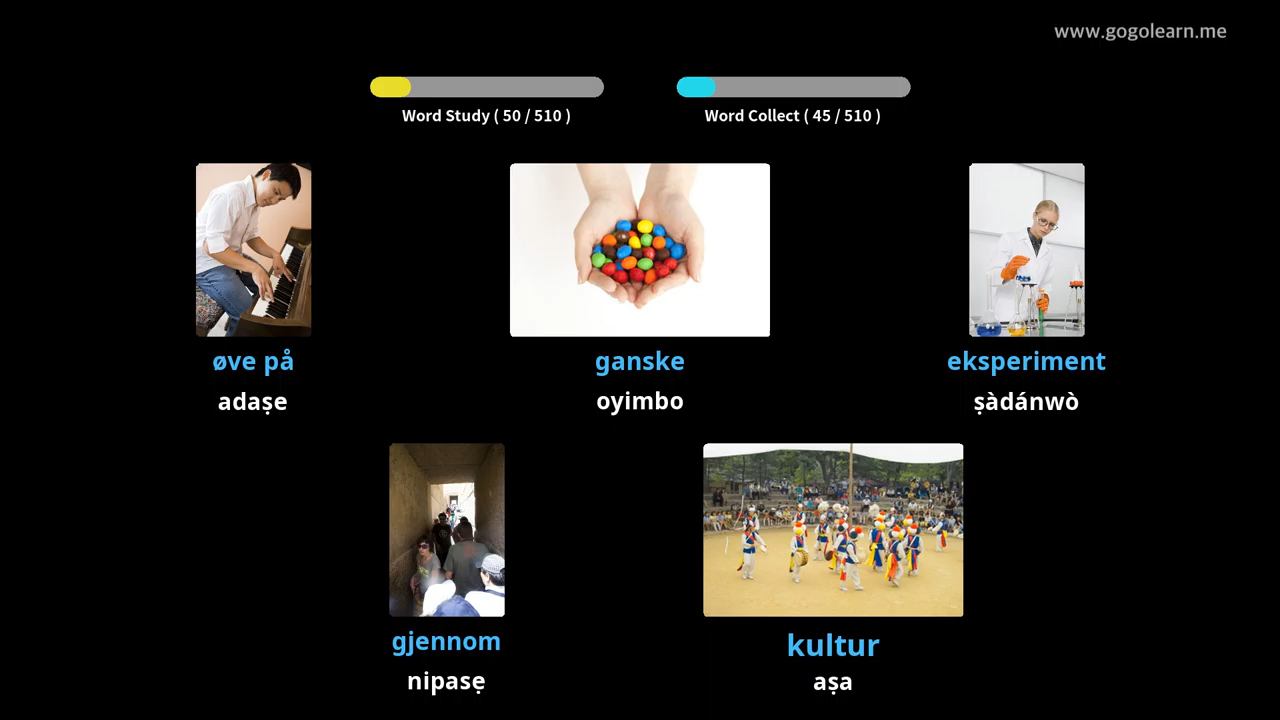 www.gogolearn.me
Word Study ( 50 / 510 )
Word Collect ( 45 / 510 )
øve på
adaṣe
ganske
oyimbo
eksperiment
ṣàdánwò
gjennom
nipasẹ
kultur
aṣa